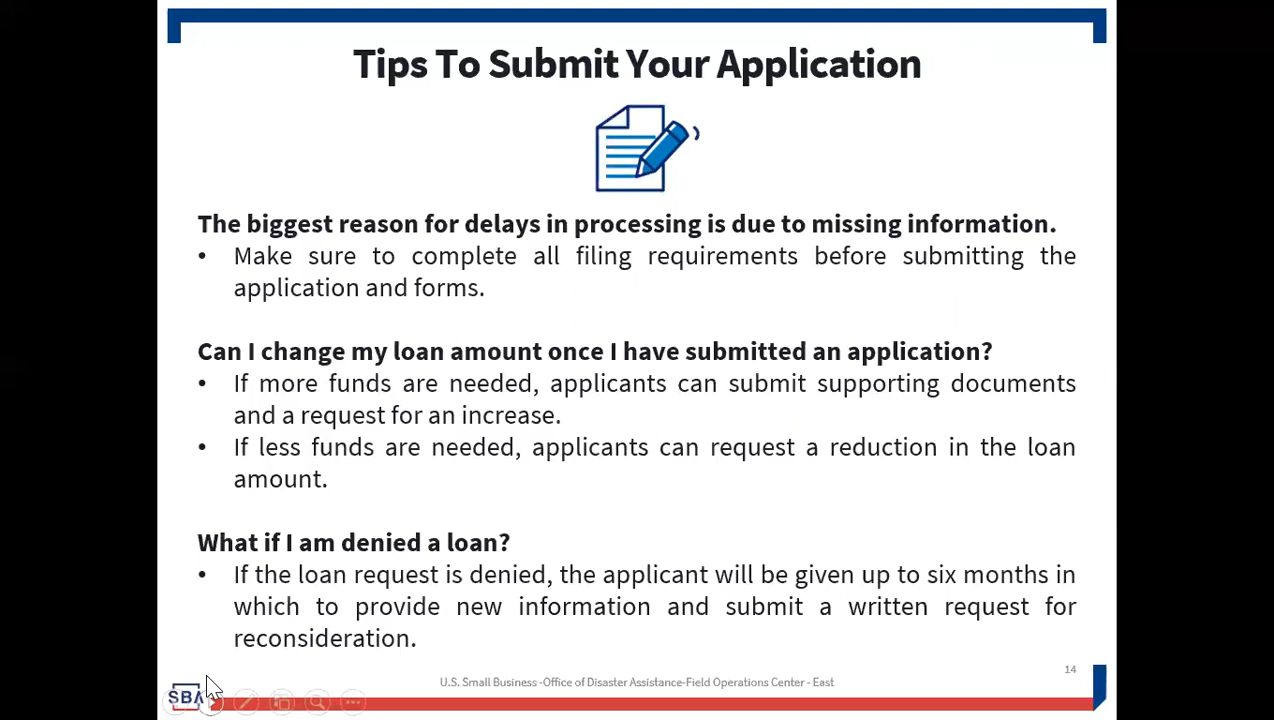 Tips To Submit Your Application
The biggest reason for delays in processing is due to missing information.
• Make sure to complete all filing requirements before submitting the
application and forms.
Can I change my loan amount once I have submitted an application?
• If more funds are needed, applicants can submit supporting documents
and a request for an increase.
• If less funds are needed, applicants can request a reduction in the loan
amount.
What if I am denied a loan?
• If the loan request is denied, the applicant will be given up to six months in
which to provide new information and submit a written request for
reconsideration.
14
U.S. Small Business -Office of Disaster Assistance-Field Operations Center - East
SBA